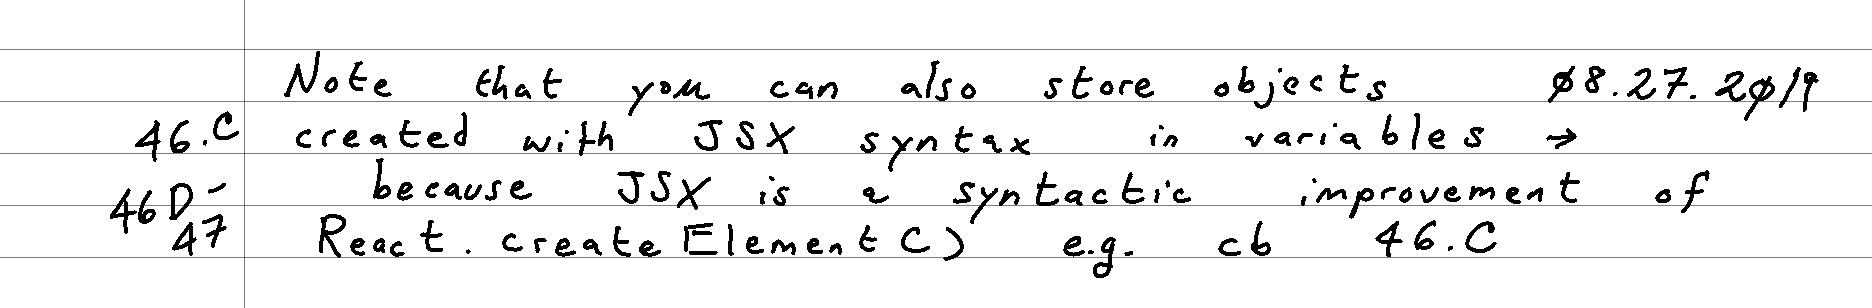 Note that you can also store objects 08.27.2019
46.C created with JSX syntax in variables →
46D- because JSX is a syntactic improvement of
47 React.createElement() e.g. cb 46.C